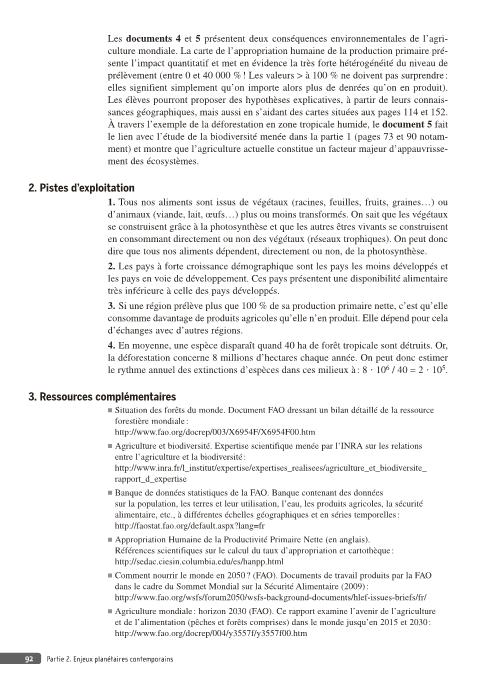 Les documents 4 et 5 présentent deux conséquences environnementales de l'agri-
culture mondiale. La carte de l'appropriation humaine de la production primaire pré-
sente l'impact quantitatif et met en évidence la très forte hétérogénéité du niveau de
prélèvement (entre 0 et 40 000 % ! Les valeurs > à 100 % ne doivent pas surprendre :
elles signifient simplement qu'on importe alors plus de denrées qu'on en produit).
Les élèves pourront proposer des hypothèses explicatives, à partir de leurs connais-
sances géographiques, mais aussi en s'aidant des cartes situées aux pages 114 et 152.
À travers l'exemple de la déforestation en zone tropicale humide, le document 5 fait
le lien avec l'étude de la biodiversité menée dans la partie 1 (pages 73 et 90 notam-
ment) et montre que l'agriculture actuelle constitue un facteur majeur d'appauvrisse-
ment des écosystèmes.
2. Pistes d'exploitation
1. Tous nos aliments sont issus de végétaux (racines, feuilles, fruits, graines…) ou
d'animaux (viande, lait, œufs…) plus ou moins transformés. On sait que les végétaux
se construisent grâce à la photosynthèse et que les autres êtres vivants se construisent
en consommant directement ou non des végétaux (réseaux trophiques). On peut donc
dire que tous nos aliments dépendent, directement ou non, de la photosynthèse.
2. Les pays à forte croissance démographique sont les pays les moins développés et
les pays en voie de développement. Ces pays présentent une disponibilité alimentaire
très inférieure à celle des pays développés.
3. Si une région prélève plus que 100 % de sa production primaire nette, c'est qu'elle
consomme davantage de produits agricoles qu'elle n'en produit. Elle dépend pour cela
d'échanges avec d'autres régions.
4. En moyenne, une espèce disparaît quand 40 ha de forêt tropicale sont détruits. Or,
la déforestation concerne 8 millions d'hectares chaque année. On peut donc estimer
le rythme annuel des extinctions d'espèces dans ces milieux à : 8 · 10⁶ / 40 = 2 · 10⁵.
3. Ressources complémentaires
■ Situation des forêts du monde. Document FAO dressant un bilan détaillé de la ressource
forestière mondiale :
http://www.fao.org/docrep/003/X6954F/X6954F00.htm
■ Agriculture et biodiversité. Expertise scientifique menée par l'INRA sur les relations
entre l'agriculture et la biodiversité :
http://www.inra.fr/l_institut/expertise/expertises_realisees/agriculture_et_biodiversite_
rapport_d_expertise
■ Banque de données statistiques de la FAO. Banque contenant des données
sur la population, les terres et leur utilisation, l'eau, les produits agricoles, la sécurité
alimentaire, etc., à différentes échelles géographiques et en séries temporelles :
http://faostat.fao.org/default.aspx?lang=fr
■ Appropriation Humaine de la Productivité Primaire Nette (en anglais).
Références scientifiques sur le calcul du taux d'appropriation et cartothèque :
http://sedac.ciesin.columbia.edu/es/hanpp.html
■ Comment nourrir le monde en 2050 ? (FAO). Documents de travail produits par la FAO
dans le cadre du Sommet Mondial sur la Sécurité Alimentaire (2009) :
http://www.fao.org/wsfs/forum2050/wsfs-background-documents/hlef-issues-briefs/fr/
■ Agriculture mondiale : horizon 2030 (FAO). Ce rapport examine l'avenir de l'agriculture
et de l'alimentation (pêches et forêts comprises) dans le monde jusqu'en 2015 et 2030 :
http://www.fao.org/docrep/004/y3557f/y3557f00.htm
92 Partie 2. Enjeux planétaires contemporains